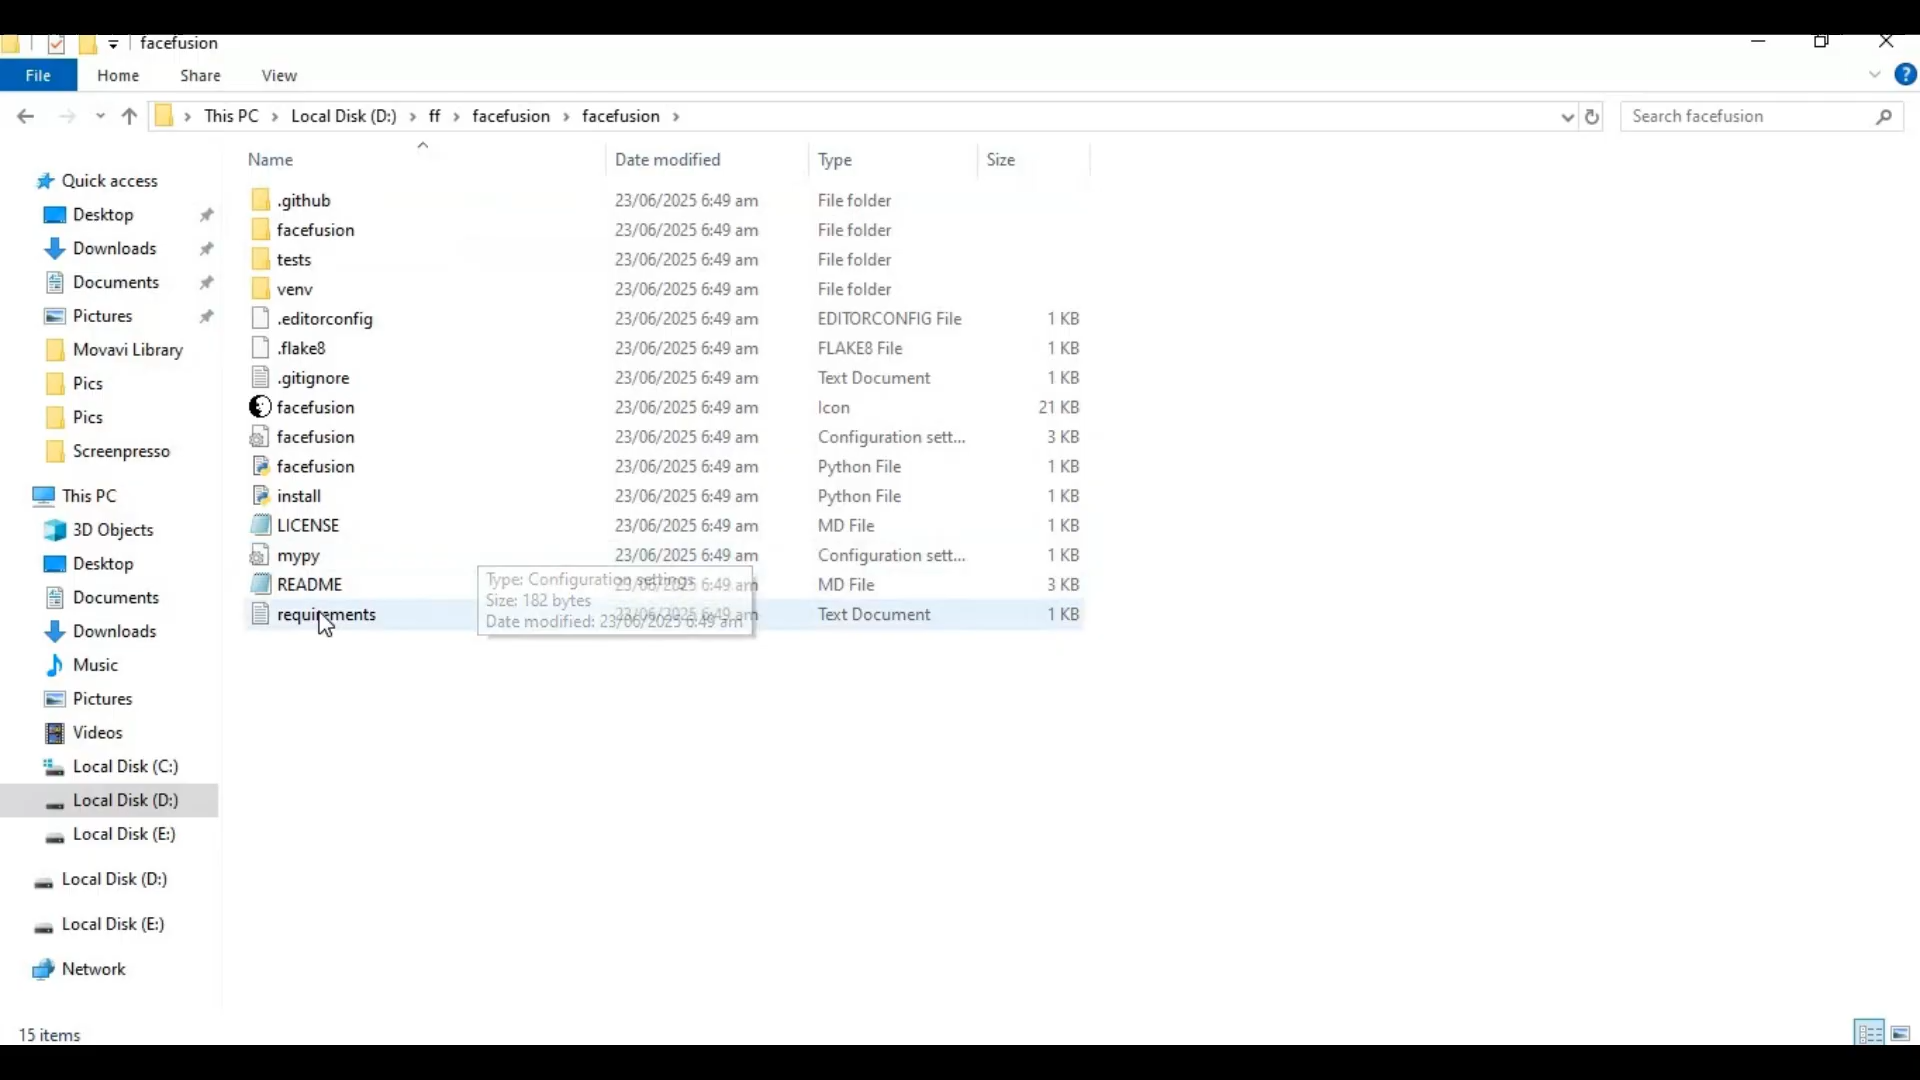 facefusion
File Home Share View
This PC Local Disk (D:) ff facefusion facefusion Search facefusion
Name Date modified Type Size
Quick access
Desktop
Downloads
Documents
Pictures
Movavi Library
Pics
Pics
Screenpresso
This PC
3D Objects
Desktop
Documents
Downloads
Music
Pictures
Videos
Local Disk (C:)
Local Disk (D:)
Local Disk (E:)
Local Disk (D:)
Local Disk (E:)
Network
.github 23/06/2025 6:49 am File folder
facefusion 23/06/2025 6:49 am File folder
tests 23/06/2025 6:49 am File folder
venv 23/06/2025 6:49 am File folder
.editorconfig 23/06/2025 6:49 am EDITORCONFIG File 1 KB
.flake8 23/06/2025 6:49 am FLAKE8 File 1 KB
.gitignore 23/06/2025 6:49 am Text Document 1 KB
facefusion 23/06/2025 6:49 am Icon 21 KB
facefusion 23/06/2025 6:49 am Configuration sett... 3 KB
facefusion 23/06/2025 6:49 am Python File 1 KB
install 23/06/2025 6:49 am Python File 1 KB
LICENSE 23/06/2025 6:49 am MD File 1 KB
mypy 23/06/2025 6:49 am Configuration sett... 1 KB
README 23/06/2025 6:49 am MD File 3 KB
requirements 23/06/2025 6:49 am Text Document 1 KB
Type: Configuration settings
Size: 182 bytes
Date modified: 23/06/2025 6:49 am
15 items